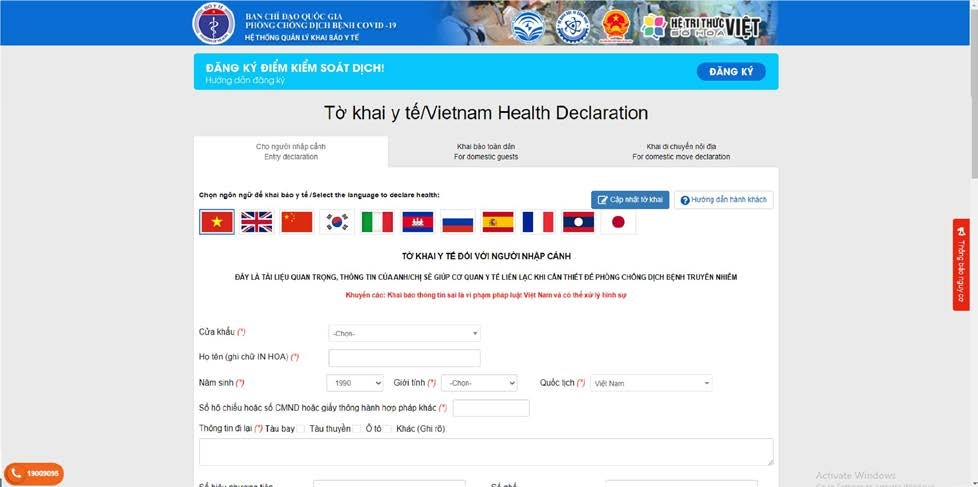 BAN CHỈ ĐẠO QUỐC GIA
PHÒNG CHỐNG DỊCH BỆNH COVID -19
HỆ THỐNG QUẢN LÝ KHAI BÁO Y TẾ
HỆ TRI THỨC
SỐ HÓA
VIỆT
ĐĂNG KÝ ĐIỂM KIỂM SOÁT DỊCH!
Hướng dẫn đăng ký
ĐĂNG KÝ
Tờ khai y tế/Vietnam Health Declaration
Cho người nhập cảnh
Entry declaration
Khai báo toàn dân
For domestic guests
Khai di chuyển nội địa
For domestic move declaration
Chọn ngôn ngữ để khai báo y tế /Select the language to declare health:
Cập nhật tờ khai
Hướng dẫn hành khách
TỜ KHAI Y TẾ ĐỐI VỚI NGƯỜI NHẬP CẢNH
ĐÂY LÀ TÀI LIỆU QUAN TRỌNG, THÔNG TIN CỦA ANH/CHỊ SẼ GIÚP CƠ QUAN Y TẾ LIÊN LẠC KHI CẦN THIẾT ĐỂ PHÒNG CHỐNG DỊCH BỆNH TRUYỀN NHIỄM
Khuyến cáo: Khai báo thông tin sai là vi phạm pháp luật Việt Nam và có thể xử lý hình sự
Cửa khẩu (*) -Chọn-
Họ tên (ghi chữ IN HOA) (*)
Năm sinh (*) 1990 Giới tính (*) -Chọn- Quốc tịch (*) Việt Nam
Số hộ chiếu hoặc số CMND hoặc giấy thông hành hợp pháp khác (*)
Thông tin đi lại (*) Tàu bay Tàu thuyền Ô tô Khác (Ghi rõ)
Số hiệu phương tiện Số ghế
Thông báo nguy cơ
19009095
Activate Windows